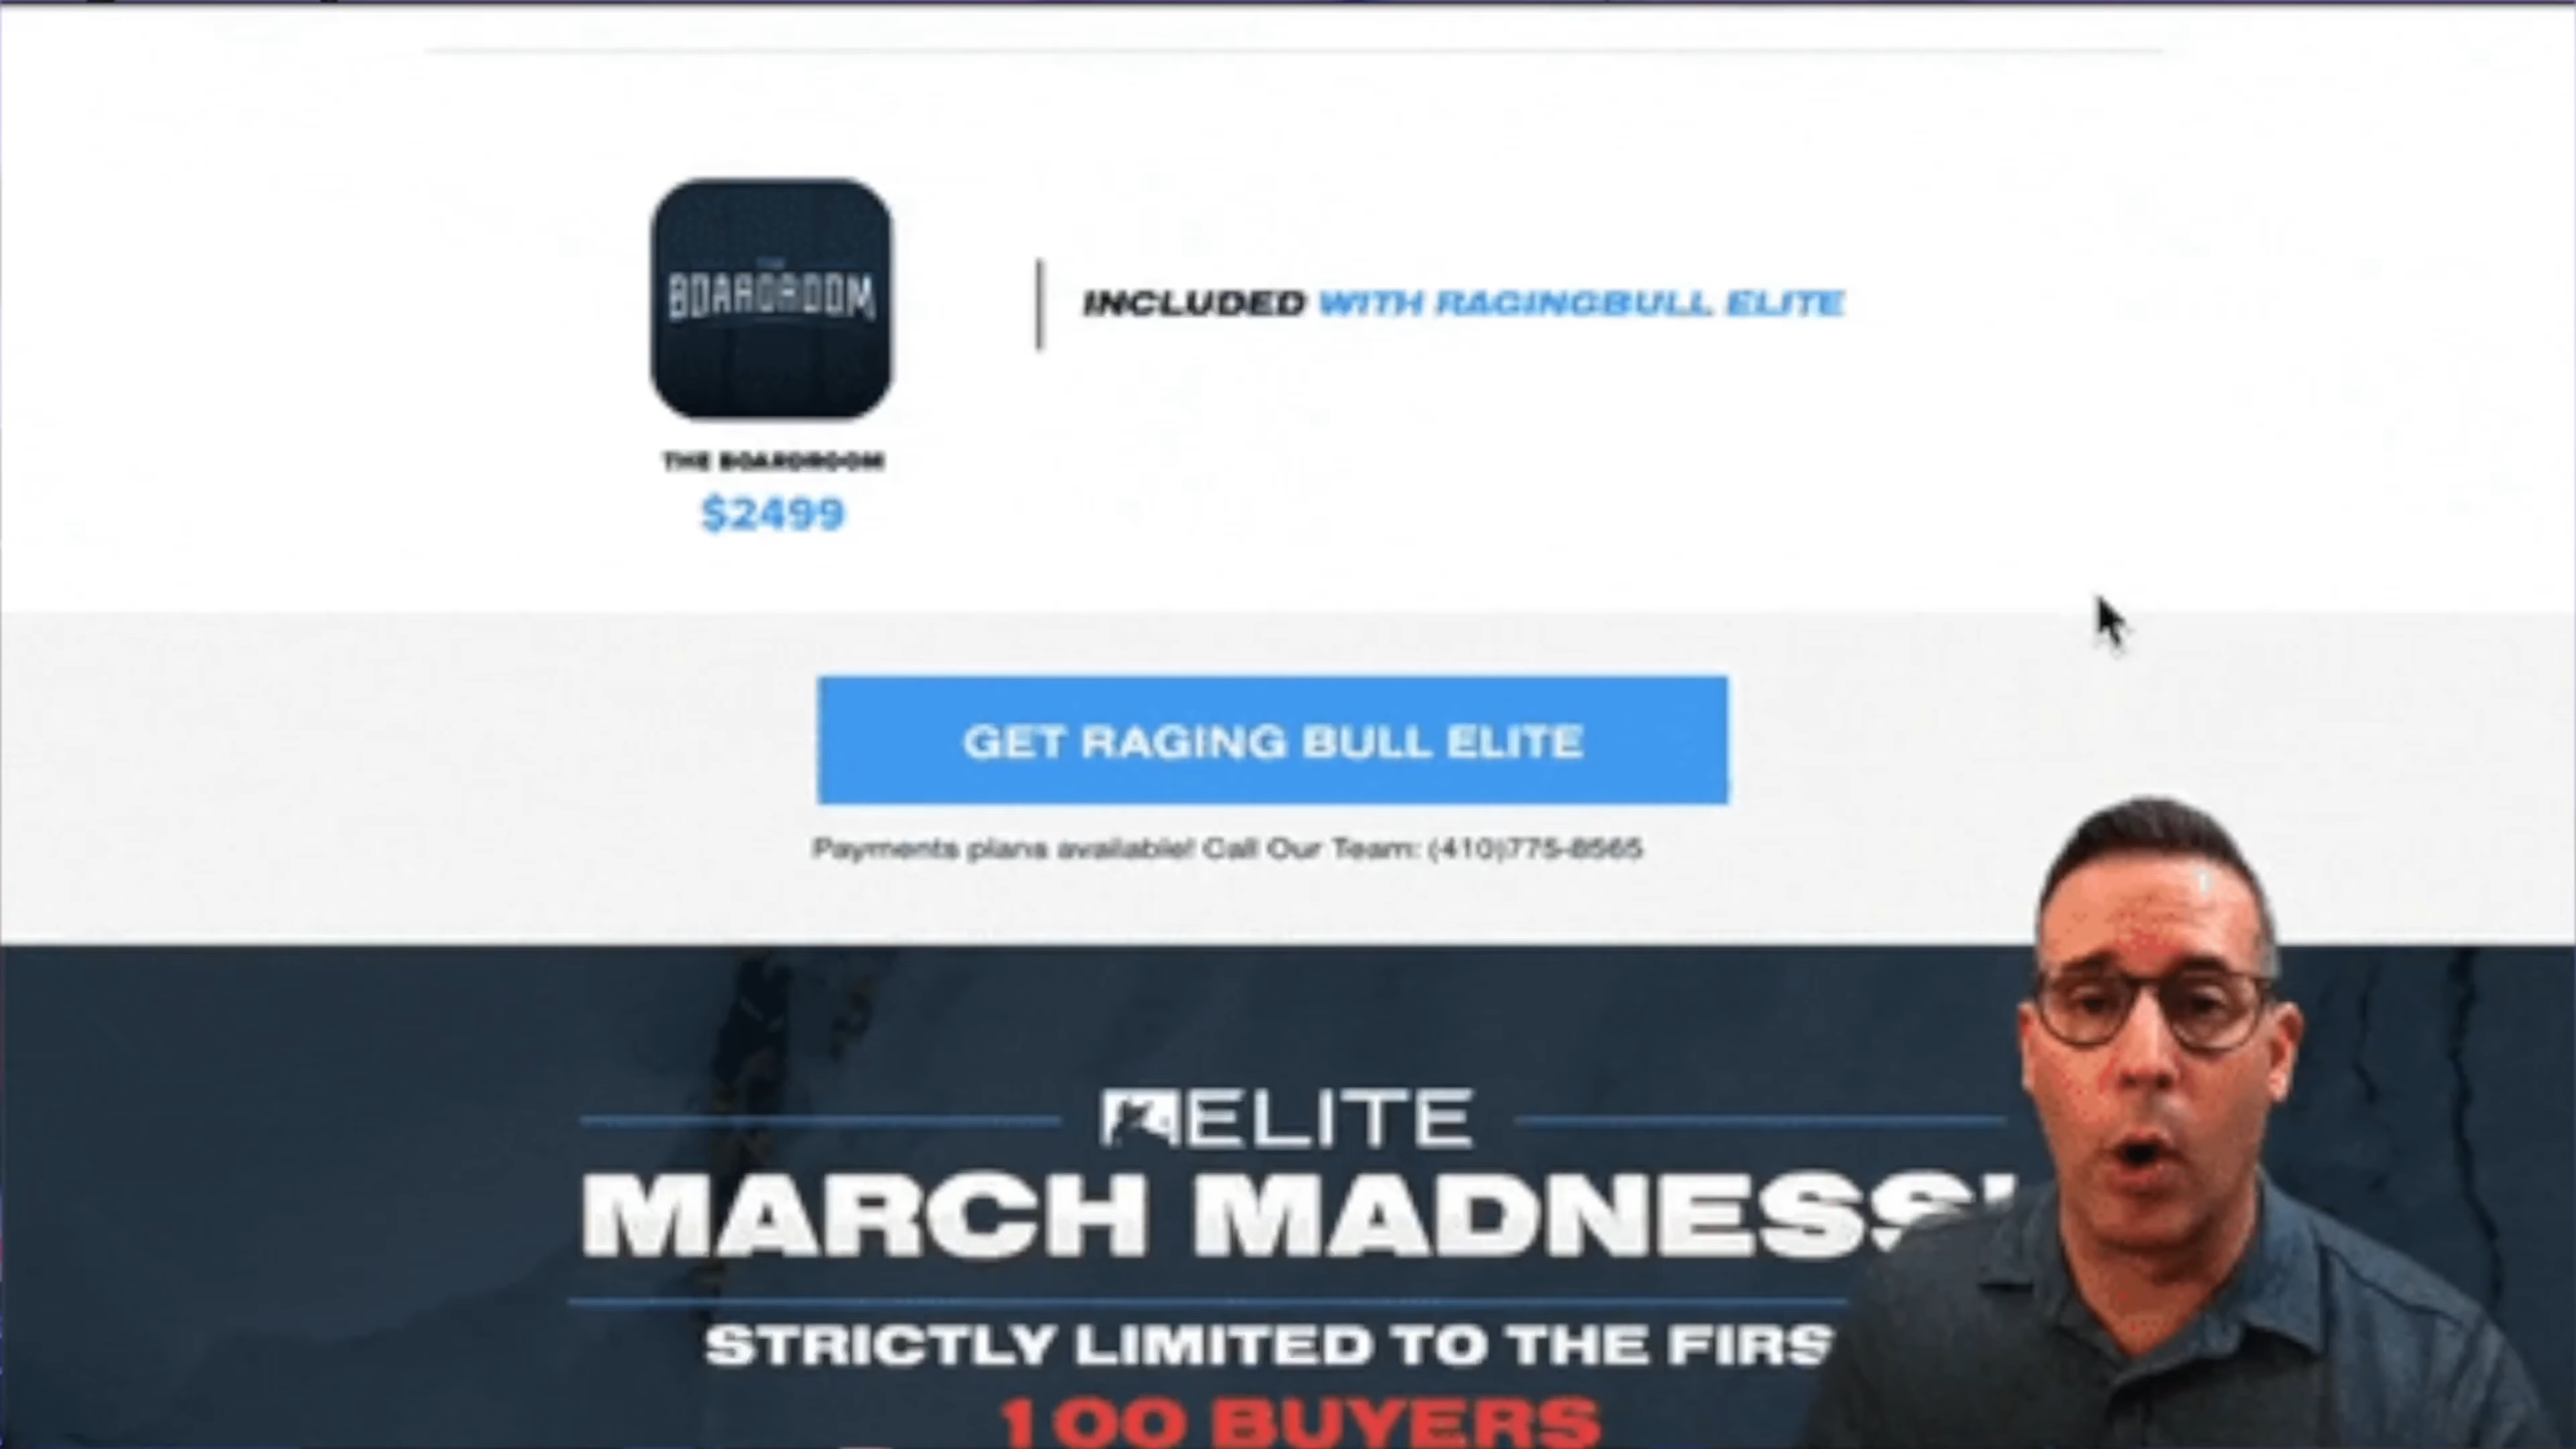 BOARDROOM
INCLUDED WITH RAGINGBULL ELITE
THE BOARDROOM
$2499
GET RAGING BULL ELITE
Payments plans available! Call Our Team: (410)775-8565
ELITE
MARCH MADNESS
STRICTLY LIMITED TO THE FIRS
100 BUYERS